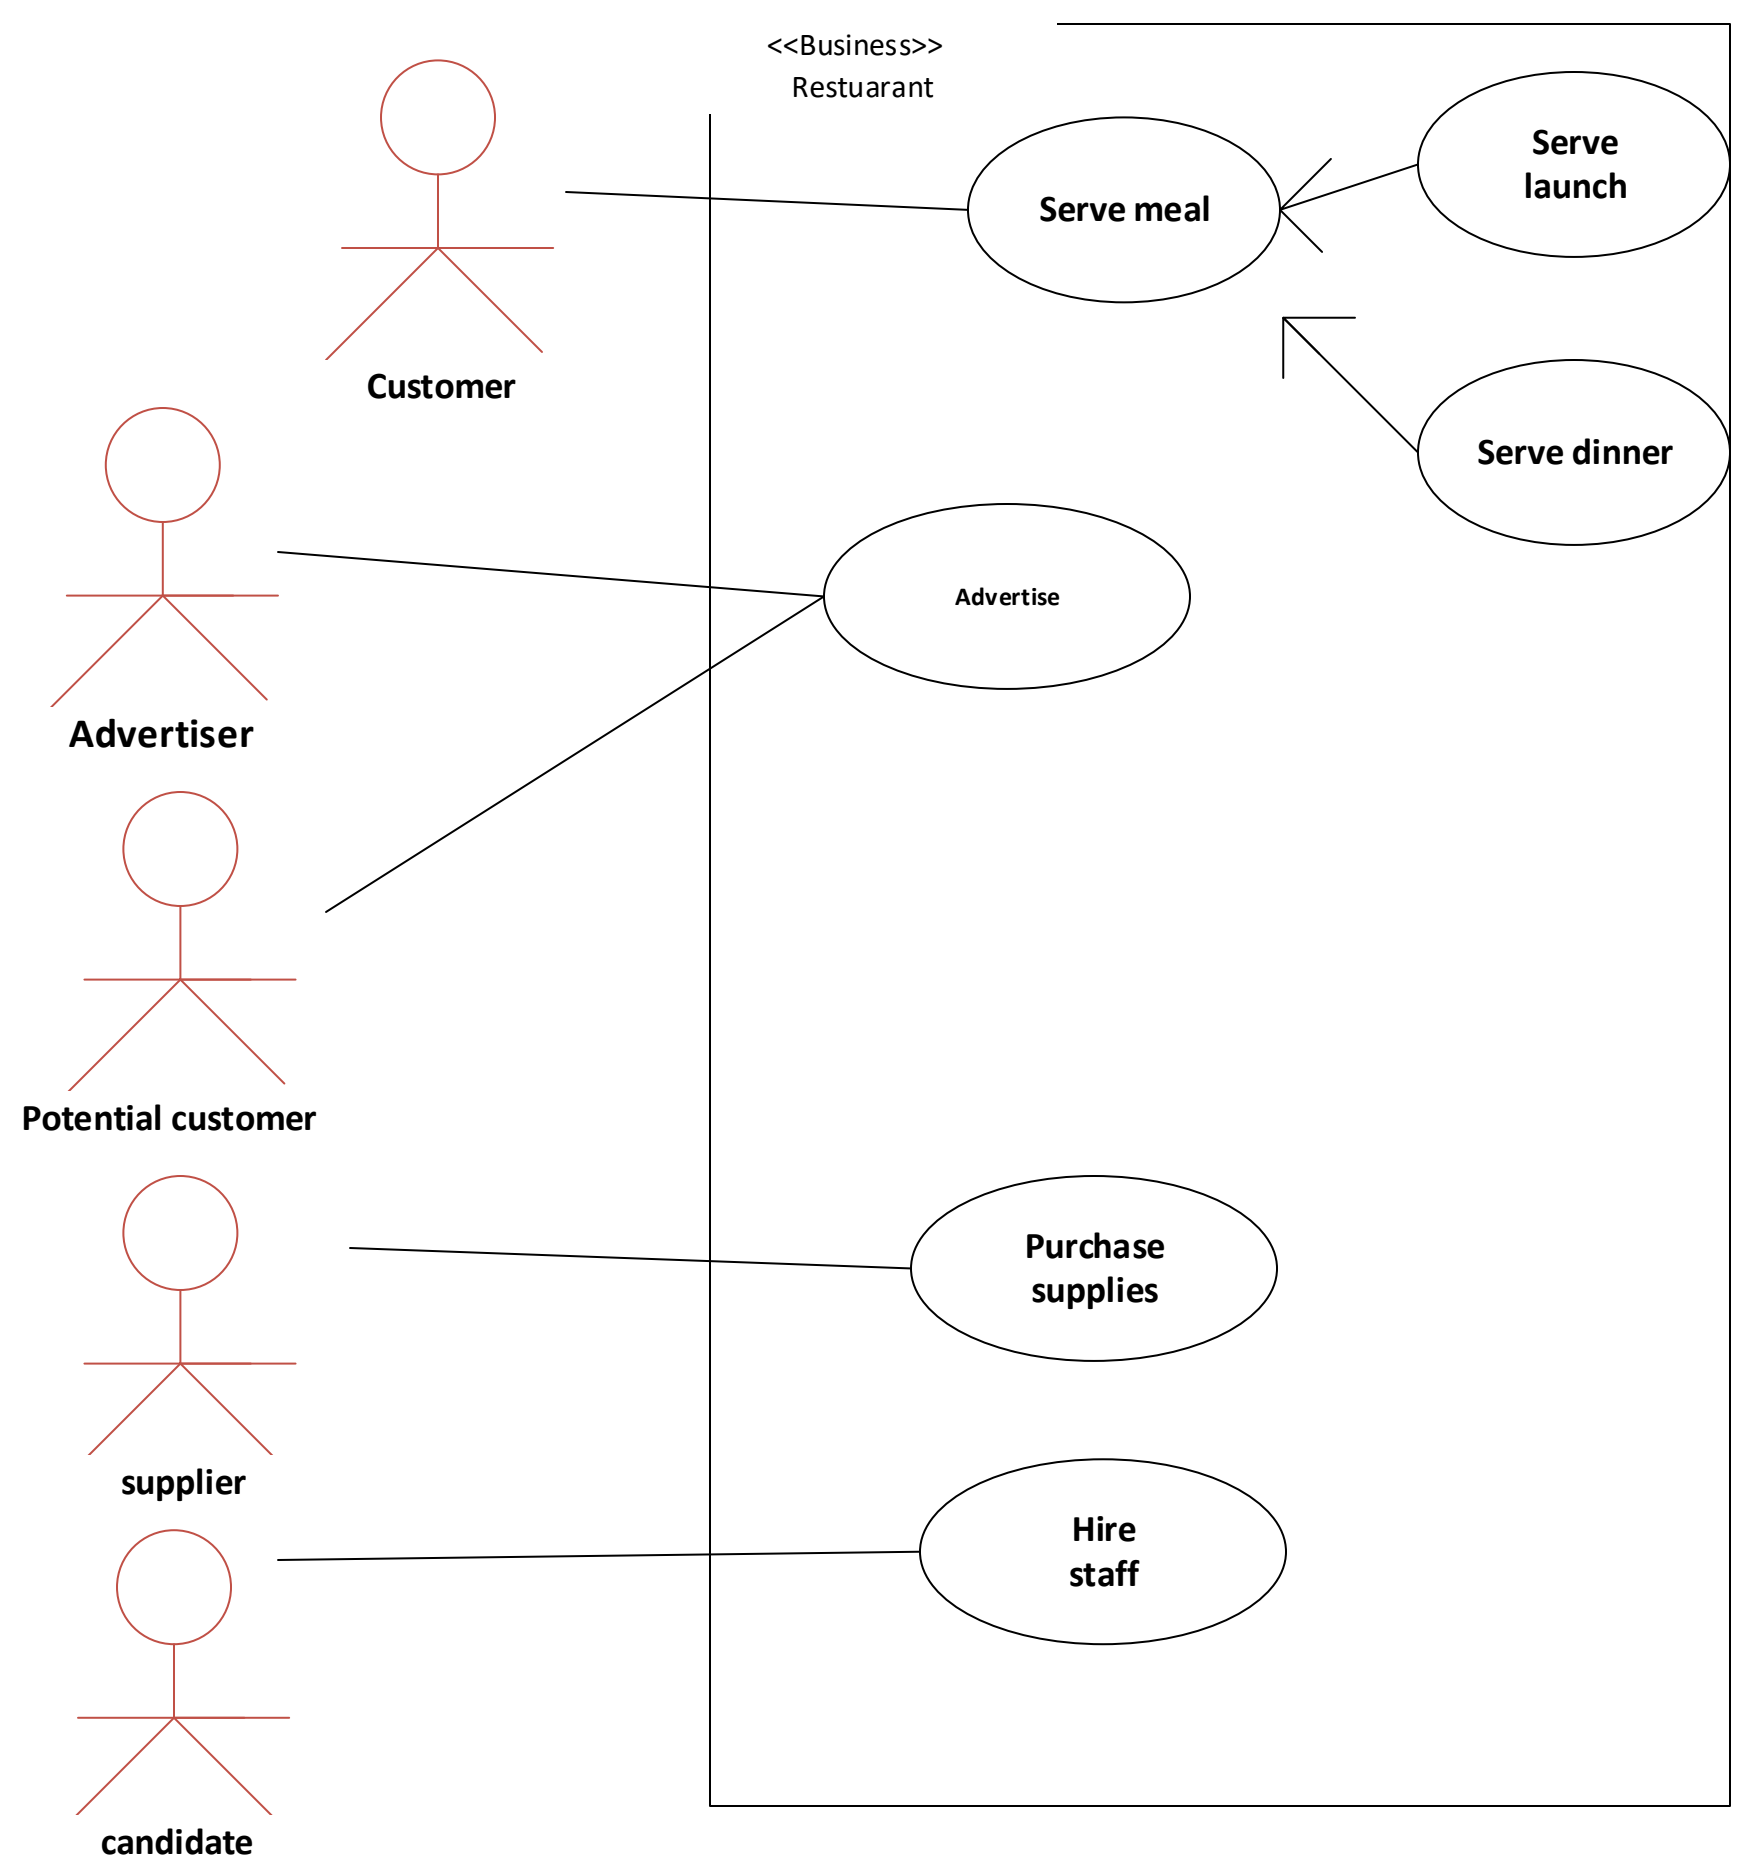 <<Business>>
Restuarant
Serve
launch
Serve meal
Customer
Serve dinner
Advertise
Advertiser
Potential customer
Purchase
supplies
supplier
Hire
staff
candidate